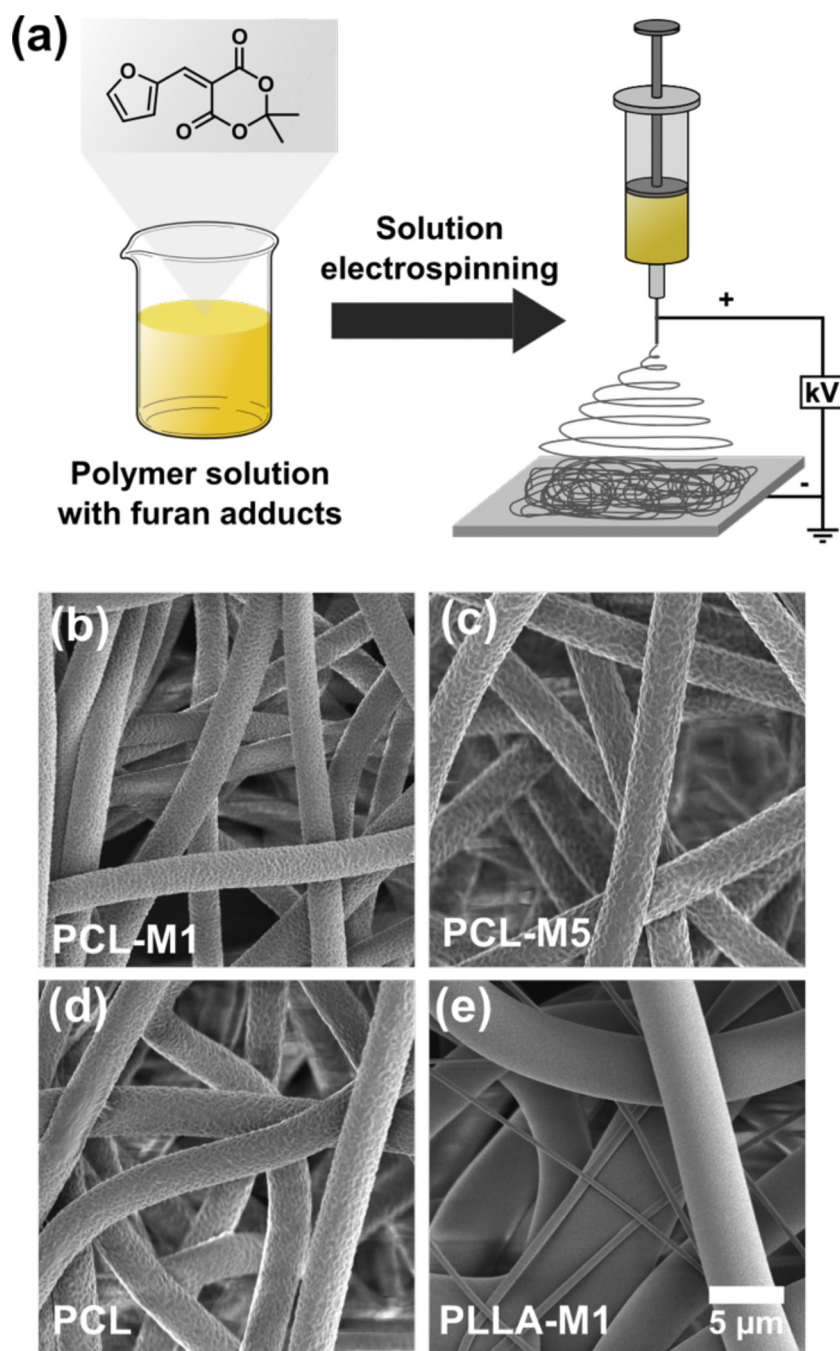 (a)
O
O
O
O
O
Solution
electrospinning
+
kV
-
Polymer solution
with furan adducts
(b)
(c)
PCL-M1
PCL-M5
(d)
(e)
PCL
PLLA-M1
5 µm